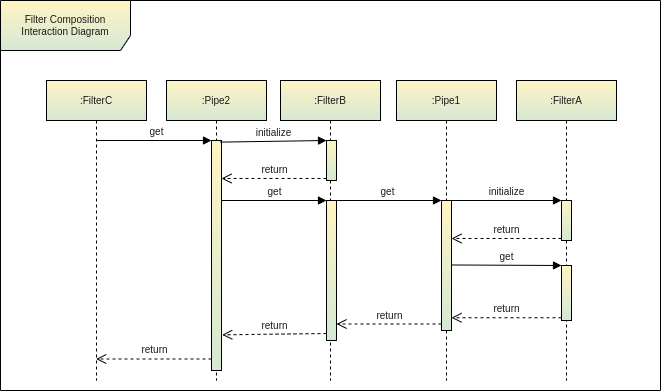 Filter Composition
Interaction Diagram
:FilterC
:Pipe2
:FilterB
:Pipe1
:FilterA
get
initialize
return
get
get
initialize
return
get
return
return
return
return